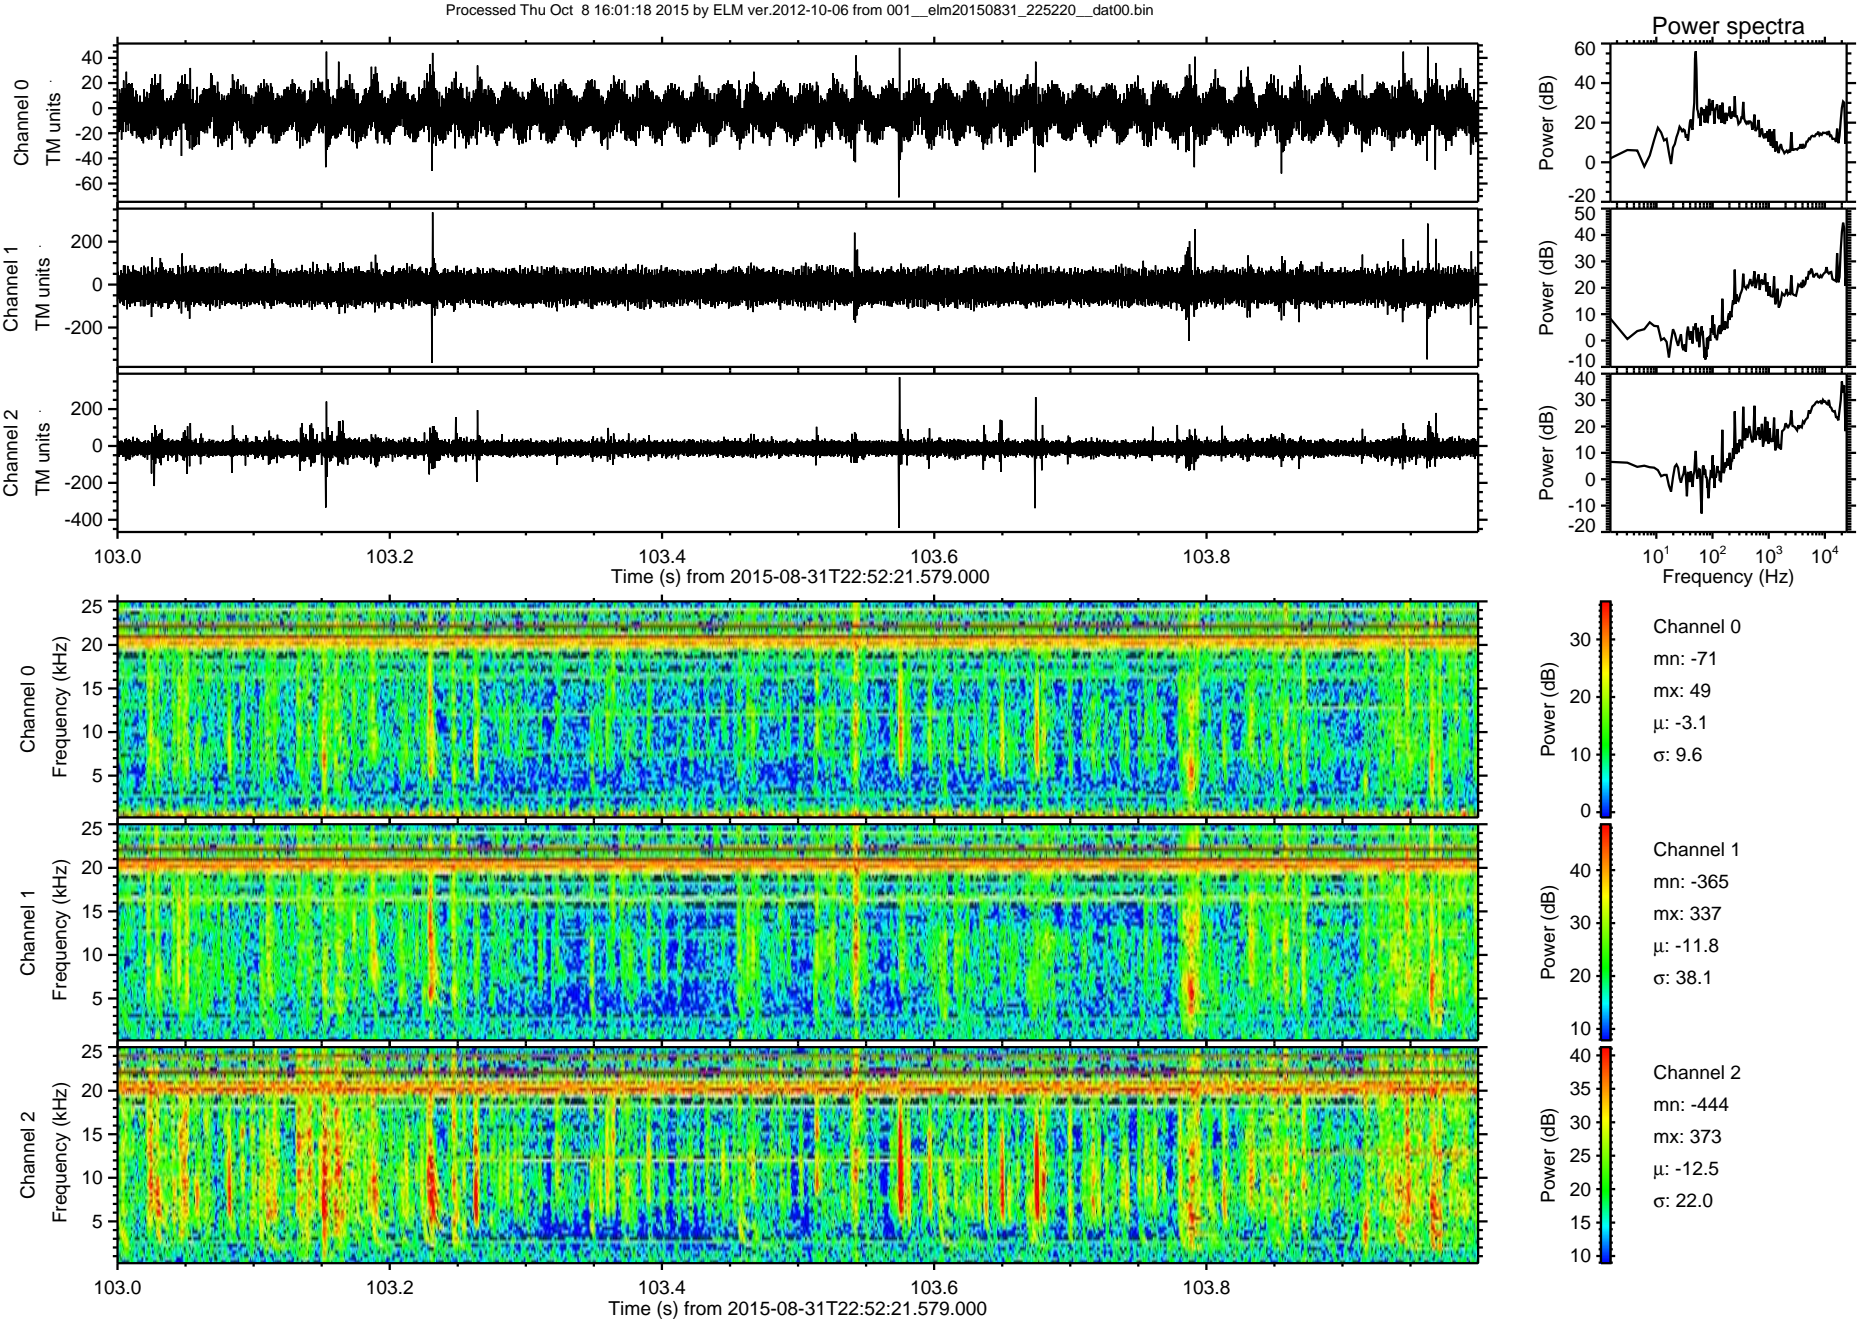 Processed Thu Oct  8 16:01:18 2015 by ELM ver.2012-10-06 from 001__elm20150831_225220__dat00.bin
Power spectra
Channel 0
TM units
40
20
0
-20
-40
-60
Power (dB)
60
40
20
0
-20
Channel 1
TM units
200
0
-200
Power (dB)
50
40
30
20
10
0
-10
Channel 2
TM units
200
0
-200
-400
Power (dB)
40
30
20
10
0
-10
-20
103.0 103.2 103.4 103.6 103.8
Time (s) from 2015-08-31T22:52:21.579.000
10^1 10^2 10^3 10^4
Frequency (Hz)
Channel 0
Frequency (kHz)
25
20
15
10
5
Power (dB)
30
20
10
0
Channel 0
mn: -71
mx: 49
μ: -3.1
σ: 9.6
Channel 1
Frequency (kHz)
25
20
15
10
5
Power (dB)
40
30
20
10
Channel 1
mn: -365
mx: 337
μ: -11.8
σ: 38.1
Channel 2
Frequency (kHz)
25
20
15
10
5
Power (dB)
40
35
30
25
20
15
10
Channel 2
mn: -444
mx: 373
μ: -12.5
σ: 22.0
103.0 103.2 103.4 103.6 103.8
Time (s) from 2015-08-31T22:52:21.579.000